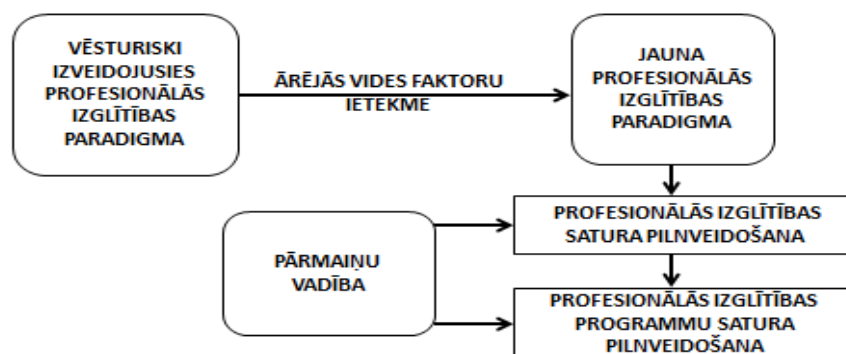 VĒSTURISKI
IZVEIDOJUSIES
PROFESIONĀLĀS
IZGLĪTĪBAS
PARADIGMA
ĀRĒJĀS VIDES FAKTORU
IETEKME
JAUNA
PROFESIONĀLĀS
IZGLĪTĪBAS
PARADIGMA
PROFESIONĀLĀS IZGLĪTĪBAS
SATURA PILNVEIDOŠANA
PĀRMAIŅU
VADĪBA
PROFESIONĀLĀS IZGLĪTĪBAS
PROGRAMMU SATURA
PILNVEIDOŠANA